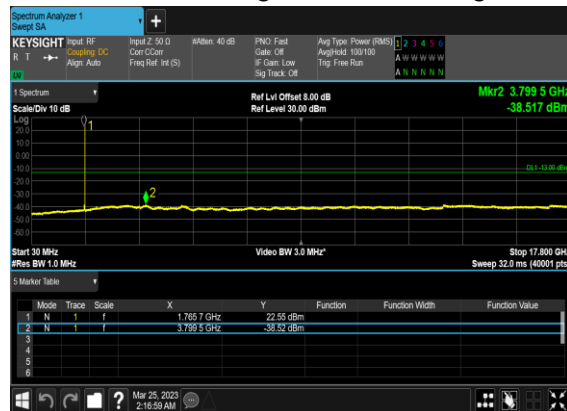 Spectrum Analyzer 1
Swept SA
+
KEYSIGHT Input: RF Input Z: 50 Ω #Atten: 40 dB PNO: Fast Avg Type: Power (RMS) 1 2 3 4 5 6
R T Coupling: DC Corr CCorr Gate: Off Avg|Hold: 100/100 A W W W W W
Align: Auto Freq Ref: Int (S) IF Gain: Low Trig: Free Run
Sig Track: Off A N N N N N
1 Spectrum Ref Lvl Offset 8.00 dB Mkr2 3.799 5 GHz
Scale/Div 10 dB Ref Level 30.00 dBm -38.517 dBm
Log
20.0 1
10.0
0.00
-10.0 DL1 -13.00 dBm
-20.0
-30.0 2
-40.0
-50.0
-60.0
Start 30 MHz Video BW 3.0 MHz* Stop 17.800 GHz
#Res BW 1.0 MHz Sweep 32.0 ms (40001 pts)
5 Marker Table
Mode Trace Scale X Y Function Function Width Function Value
1 N 1 f 1.765 7 GHz 22.55 dBm
2 N 1 f 3.799 5 GHz -38.52 dBm
3
4
5
6
? Mar 25, 2023
2:16:59 AM